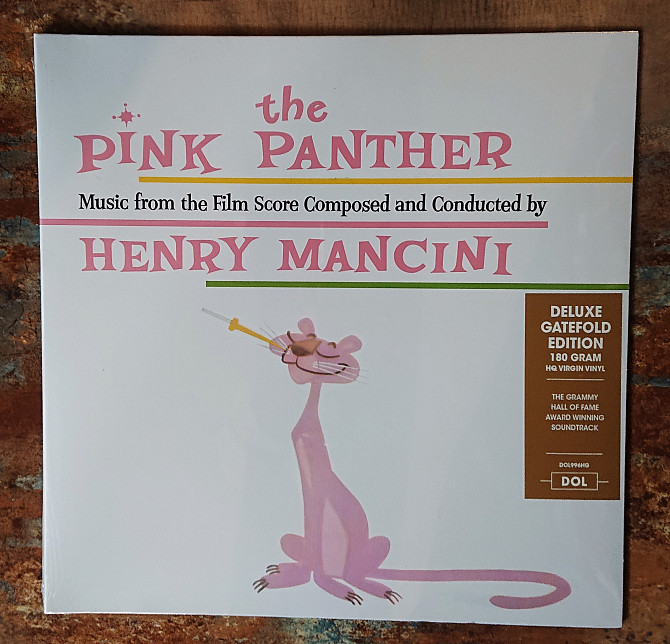 the
PINK PANTHER
Music from the Film Score Composed and Conducted by
HENRY MANCINI
DELUXE
GATEFOLD
EDITION
180 GRAM
HQ VIRGIN VINYL
THE GRAMMY
HALL OF FAME
AWARD WINNING
SOUNDTRACK
DOL996HG
DOL